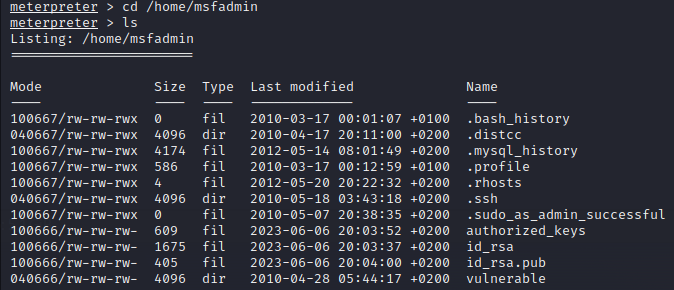 meterpreter > cd /home/msfadmin
meterpreter > ls
Listing: /home/msfadmin
=======================
Mode Size Type Last modified Name
---- ---- ---- ------------- ----
100667/rw-rw-rwx 0 fil 2010-03-17 00:01:07 +0100 .bash_history
040667/rw-rw-rwx 4096 dir 2010-04-17 20:11:00 +0200 .distcc
100667/rw-rw-rwx 4174 fil 2012-05-14 08:01:49 +0200 .mysql_history
100667/rw-rw-rwx 586 fil 2010-03-17 00:12:59 +0100 .profile
100667/rw-rw-rwx 4 fil 2012-05-20 20:22:32 +0200 .rhosts
040667/rw-rw-rwx 4096 dir 2010-05-18 03:43:18 +0200 .ssh
100667/rw-rw-rwx 0 fil 2010-05-07 20:38:35 +0200 .sudo_as_admin_successful
100666/rw-rw-rw- 609 fil 2023-06-06 20:03:52 +0200 authorized_keys
100666/rw-rw-rw- 1675 fil 2023-06-06 20:03:37 +0200 id_rsa
100666/rw-rw-rw- 405 fil 2023-06-06 20:04:00 +0200 id_rsa.pub
040666/rw-rw-rw- 4096 dir 2010-04-28 05:44:17 +0200 vulnerable